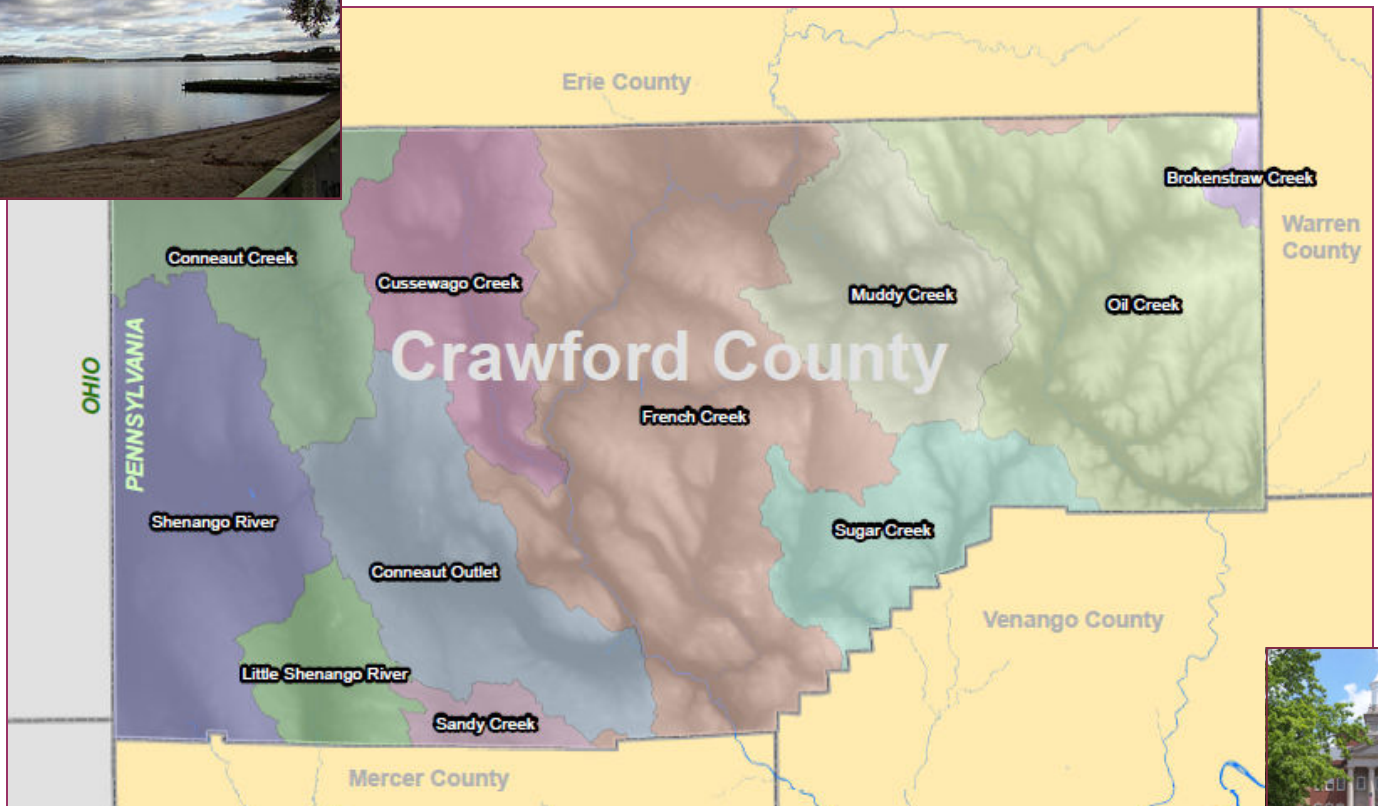 Erie County
Brokenstraw Creek
Warren
County
Conneaut Creek
Cussewago Creek
Muddy Creek
Oil Creek
Crawford County
OHIO
PENNSYLVANIA
French Creek
Shenango River
Sugar Creek
Conneaut Outlet
Venango County
Little Shenango River
Sandy Creek
Mercer County